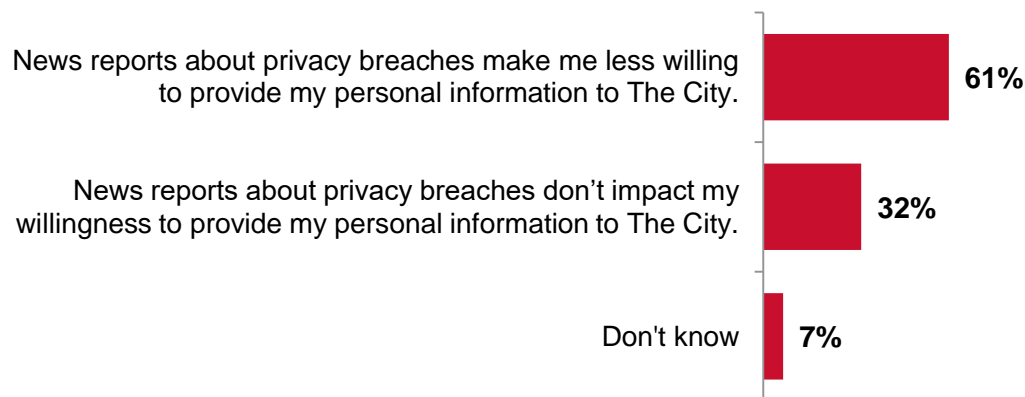 News reports about privacy breaches make me less willing
to provide my personal information to The City.
61%
News reports about privacy breaches don’t impact my
willingness to provide my personal information to The City.
32%
Don't know
7%